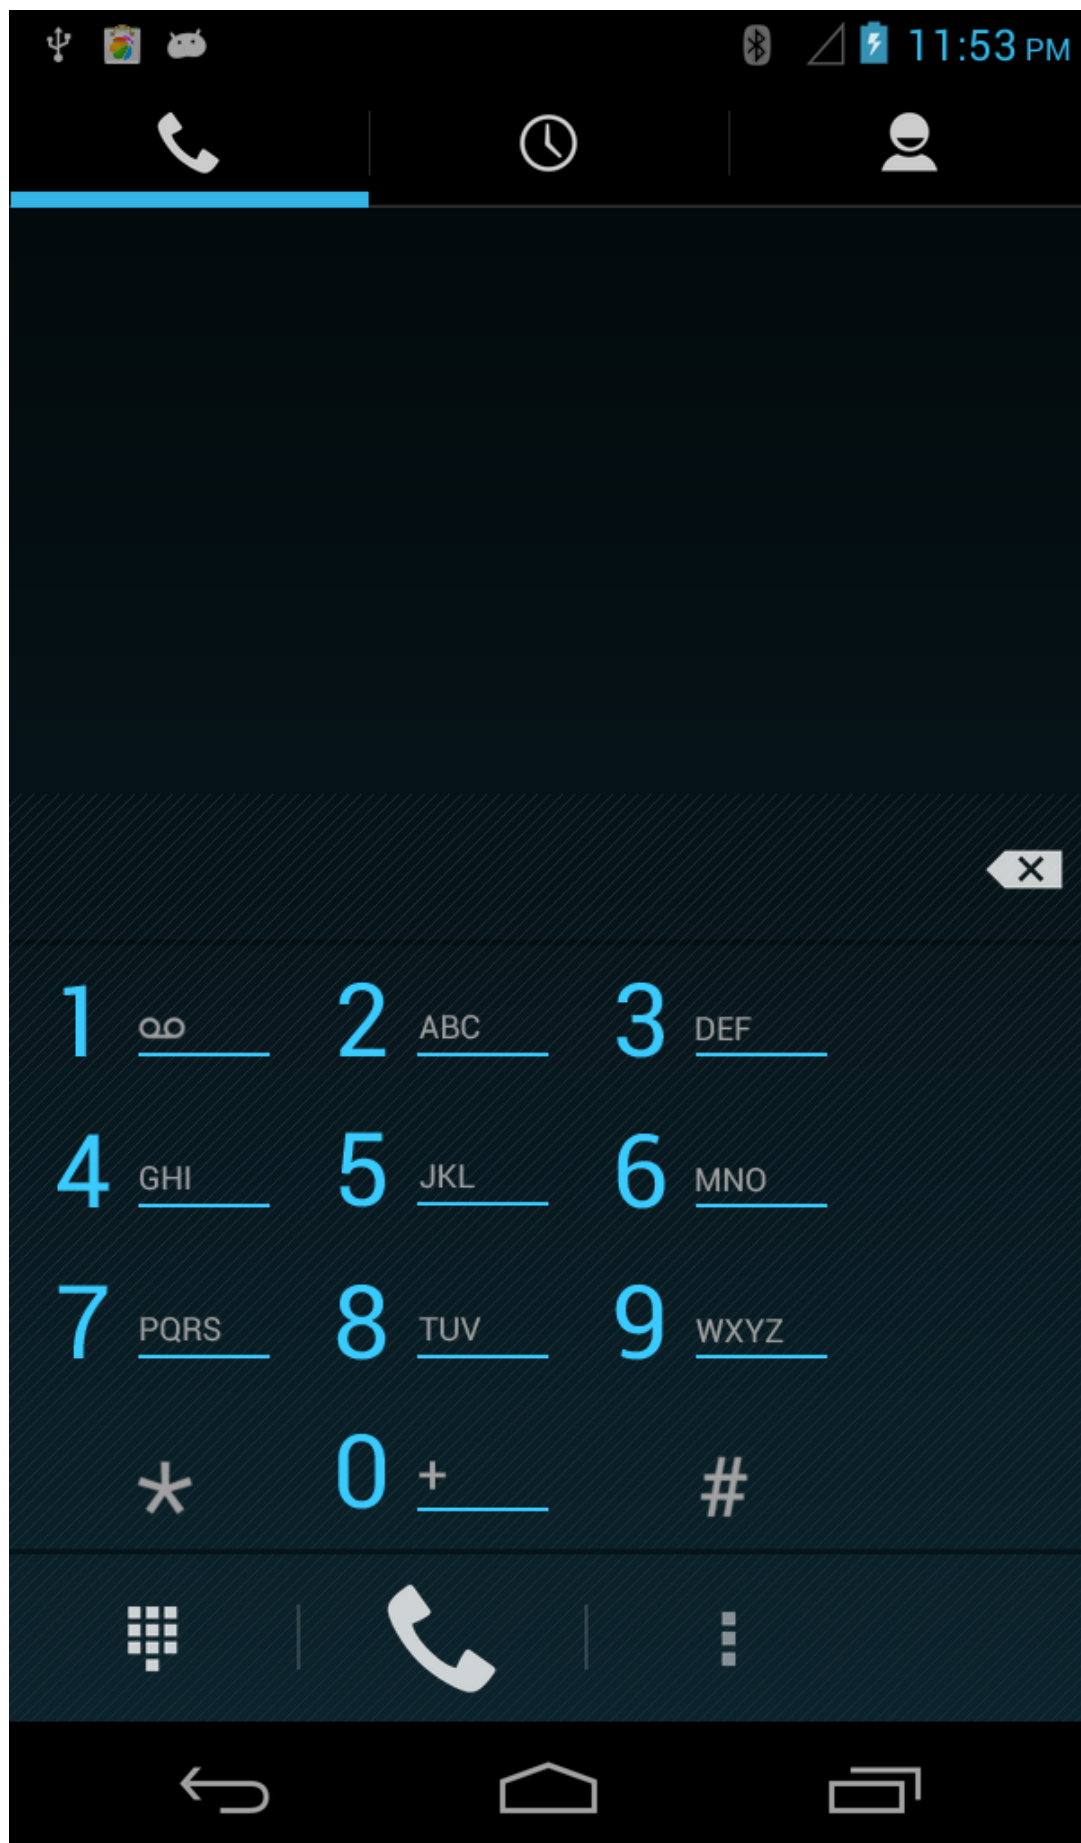 11:53 PM
1 2 ABC 3 DEF
4 GHI 5 JKL 6 MNO
7 PQRS 8 TUV 9 WXYZ
* 0 + #